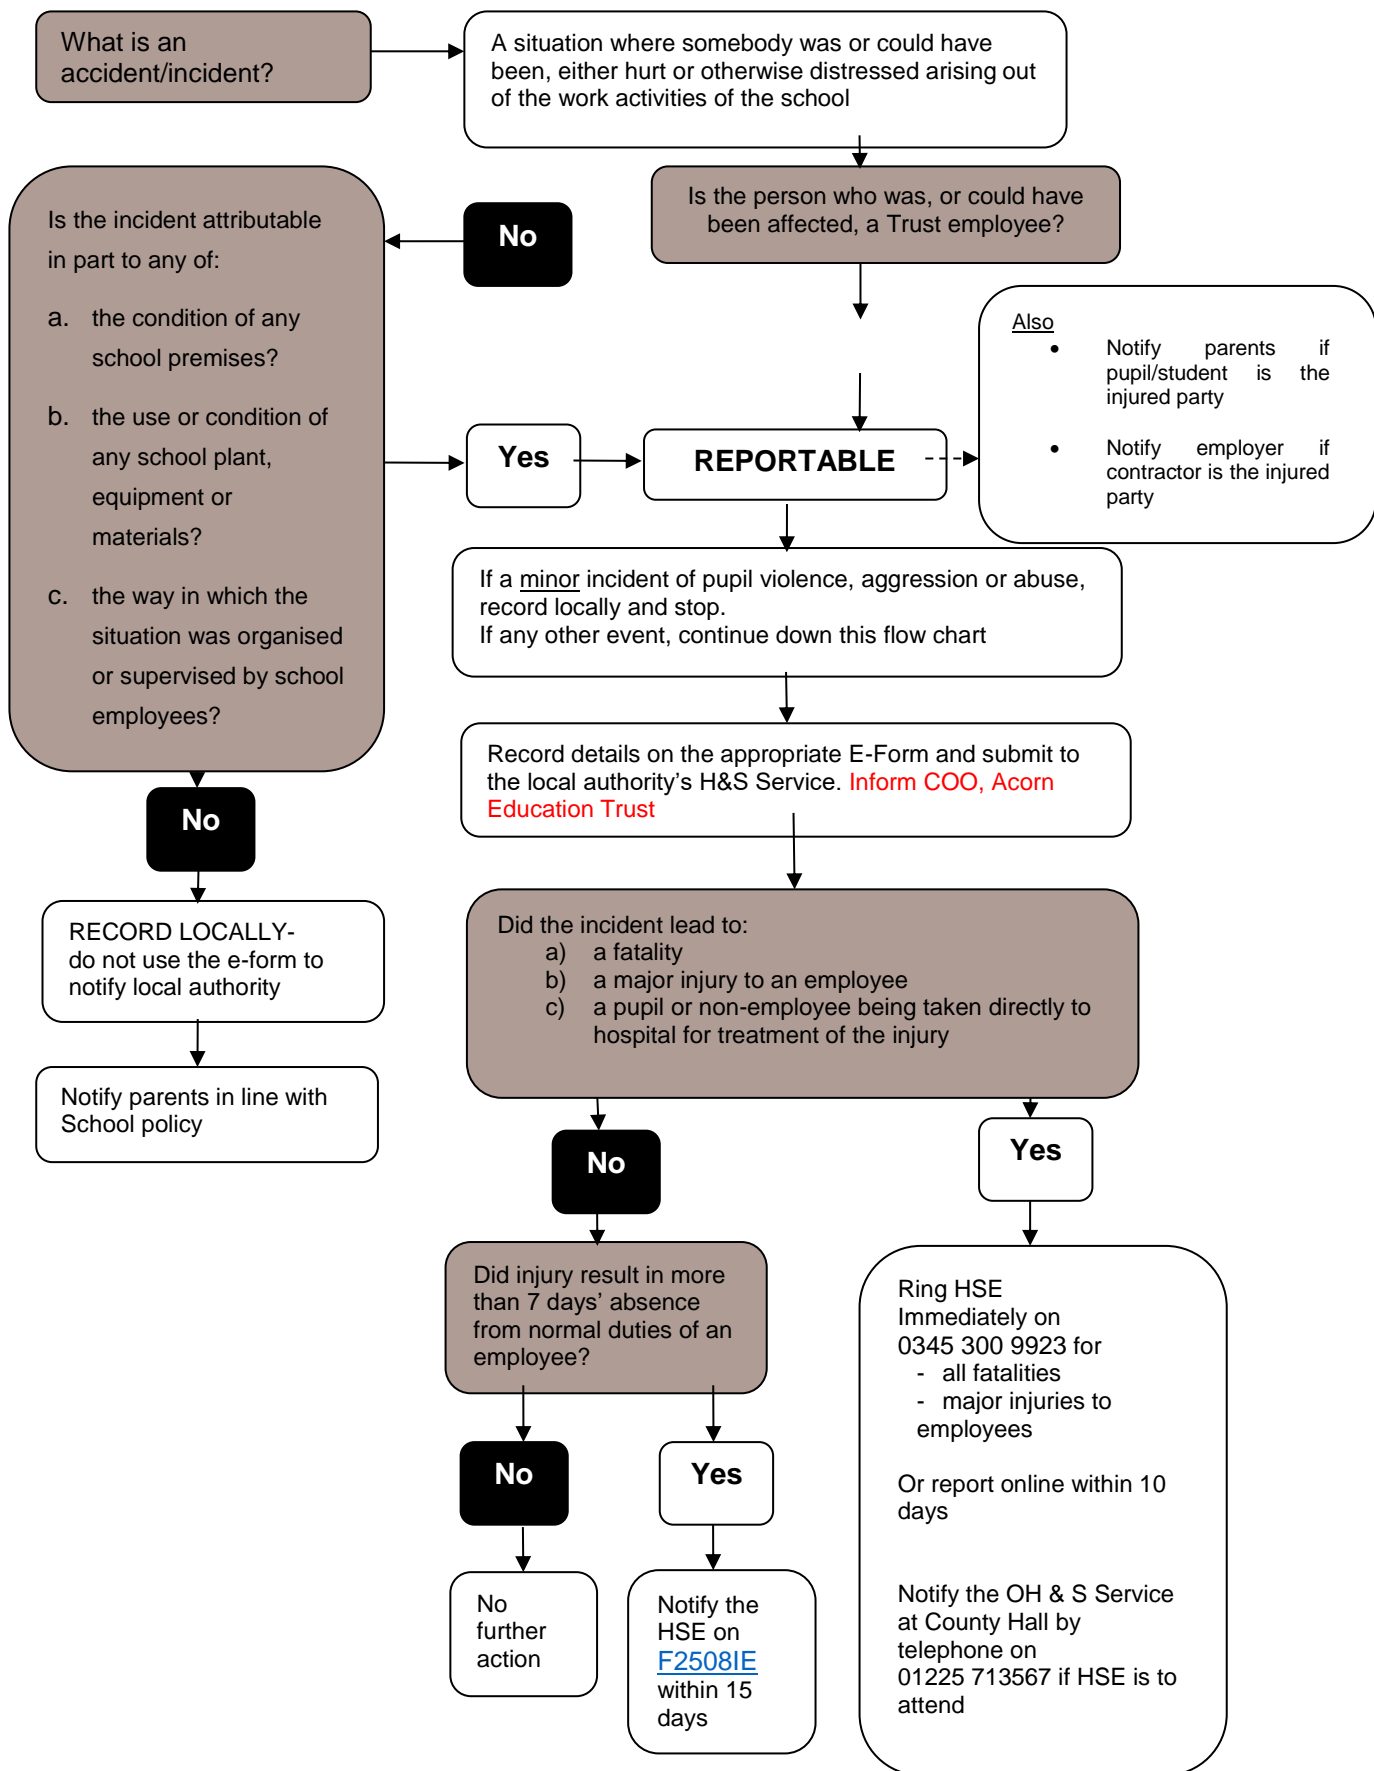 What is an
accident/incident?
A situation where somebody was or could have
been, either hurt or otherwise distressed arising out
of the work activities of the school
Is the person who was, or could have
been affected, a Trust employee?
No
Is the incident attributable
in part to any of:
a. the condition of any
school premises?
b. the use or condition of
any school plant,
equipment or
materials?
c. the way in which the
situation was organised
or supervised by school
employees?
Yes
REPORTABLE
Also
• Notify parents if
pupil/student is the
injured party
• Notify employer if
contractor is the injured
party
If a minor incident of pupil violence, aggression or abuse,
record locally and stop.
If any other event, continue down this flow chart
Record details on the appropriate E-Form and submit to
the local authority's H&S Service. Inform COO, Acorn
Education Trust
No
RECORD LOCALLY-
do not use the e-form to
notify local authority
Notify parents in line with
School policy
Did the incident lead to:
a) a fatality
b) a major injury to an employee
c) a pupil or non-employee being taken directly to
hospital for treatment of the injury
No
Yes
Did injury result in more
than 7 days' absence
from normal duties of an
employee?
No
Yes
No
further
action
Notify the
HSE on
F2508IE
within 15
days
Ring HSE
Immediately on
0345 300 9923 for
- all fatalities
- major injuries to
employees
Or report online within 10
days
Notify the OH & S Service
at County Hall by
telephone on
01225 713567 if HSE is to
attend